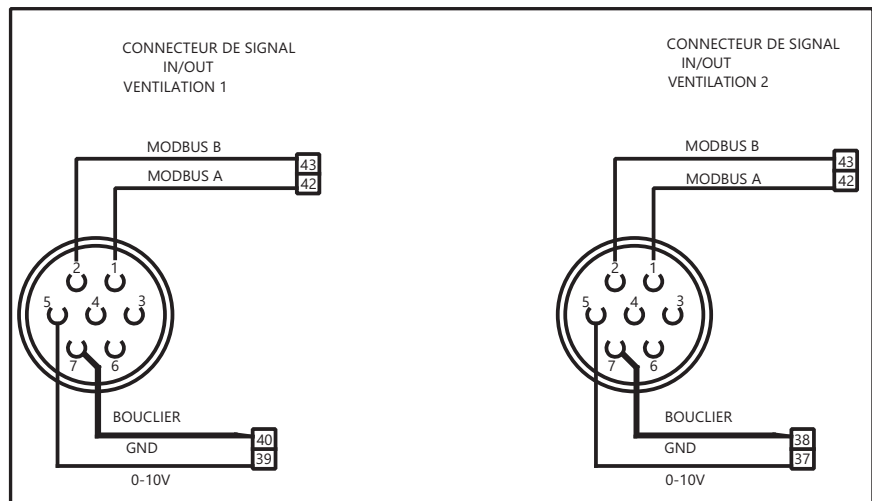 CONNECTEUR DE SIGNAL
IN/OUT
VENTILATION 1
MODBUS B
43
MODBUS A
42
2 1
5 4 3
7 6
BOUCLIER
40
GND
39
0-10V
CONNECTEUR DE SIGNAL
IN/OUT
VENTILATION 2
MODBUS B
43
MODBUS A
42
2 1
5 4 3
7 6
BOUCLIER
38
GND
37
0-10V